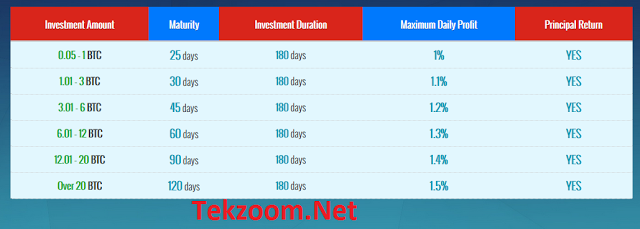 Investment Amount Maturity Investment Duration Maximum Daily Profit Principal Return
0.05 - 1 BTC 25 days 180 days 1% YES
1.01 - 3 BTC 30 days 180 days 1.1% YES
3.01 - 6 BTC 45 days 180 days 1.2% YES
6.01 - 12 BTC 60 days 180 days 1.3% YES
12.01 - 20 BTC 90 days 180 days 1.4% YES
Over 20 BTC 120 days 180 days 1.5% YES
Tekzoom.Net